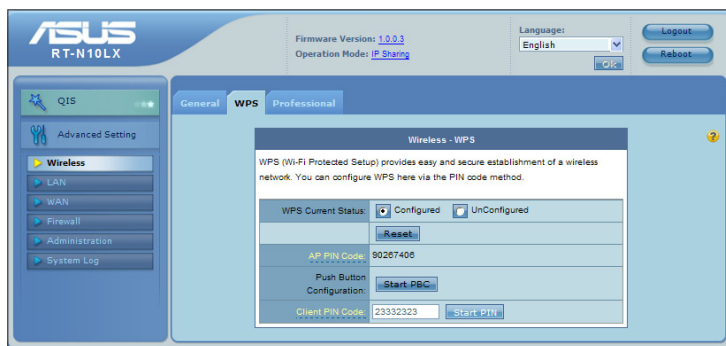 ASUS
RT-N10LX
Firmware Version: 1.0.0.3
Operation Mode: IP Sharing
Language:
English
OK
Logout
Reboot
QIS
Advanced Setting
Wireless
LAN
WAN
Firewall
Administration
System Log
General WPS Professional
Wireless - WPS
WPS (Wi-Fi Protected Setup) provides easy and secure establishment of a wireless
network. You can configure WPS here via the PIN code method.
WPS Current Status: Configured UnConfigured
Reset
AP PIN Code: 90267406
Push Button
Configuration: Start PBC
Client PIN Code: 23332323 Start PIN
?